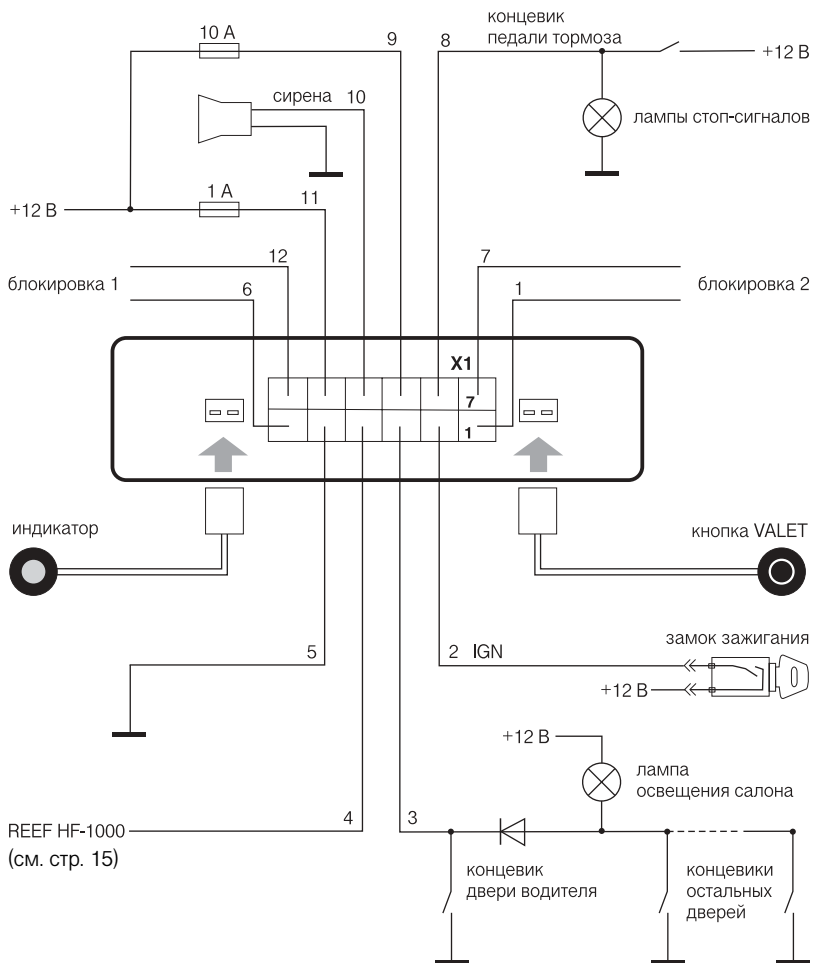 концевик
педали тормоза
10 А
9
8
+12 В
сирена
10
лампы стоп-сигналов
1 А
11
+12 В
12
7
блокировка 1
6
1
блокировка 2
X1
7
1
индикатор
кнопка VALET
5
2 IGN
замок зажигания
+12 В
+12 В
лампа
освещения салона
REEF HF-1000
4
3
(см. стр. 15)
концевик
двери водителя
концевики
остальных
дверей